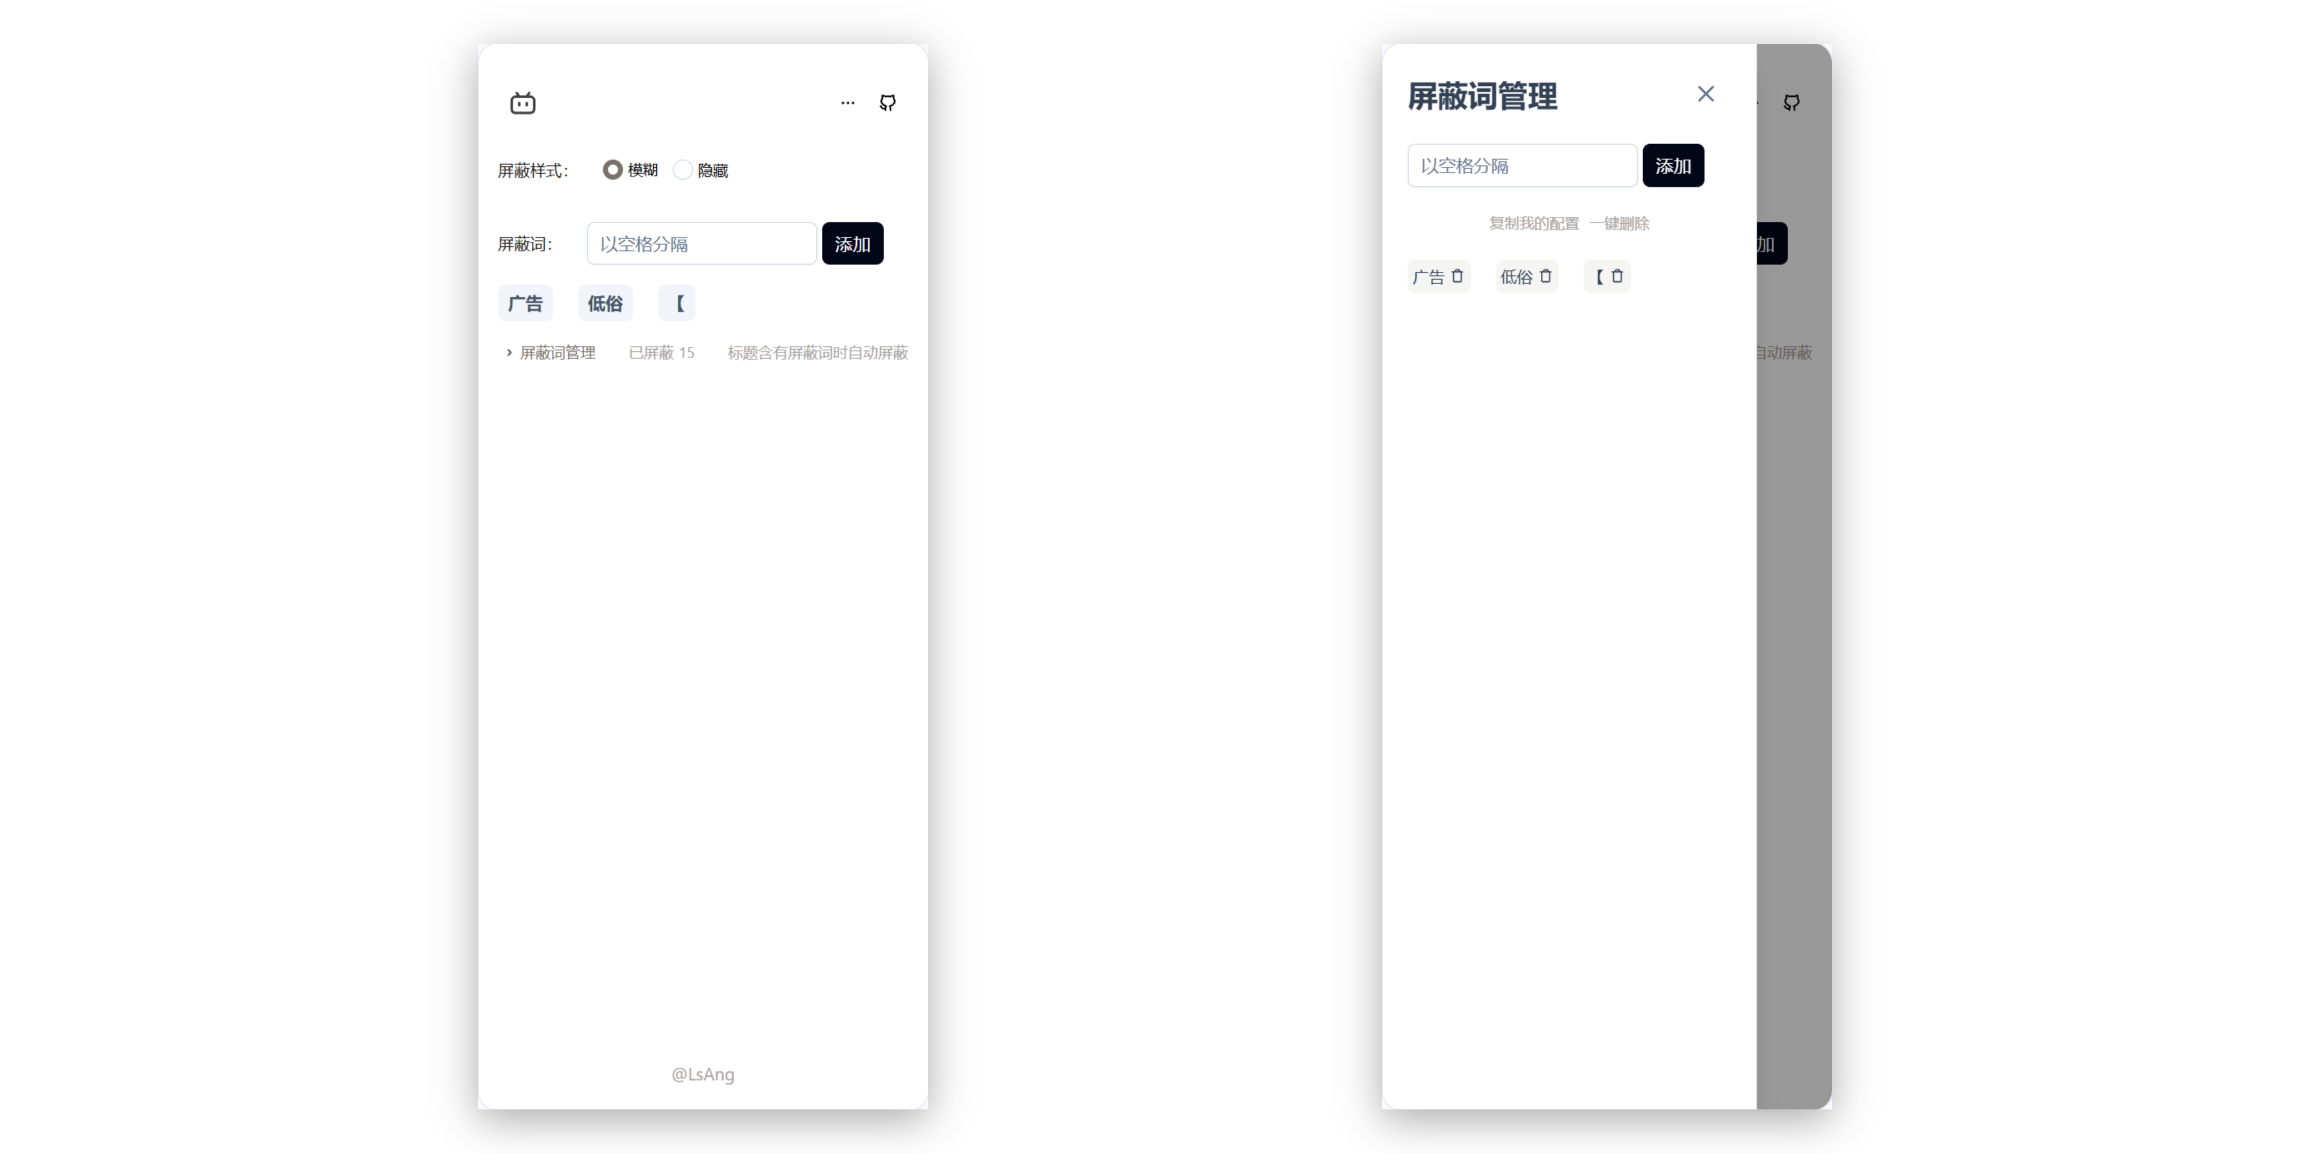 屏蔽样式： 模糊 隐藏
屏蔽词： 以空格分隔 添加
广告 低俗 【
屏蔽词管理 已屏蔽 15 标题含有屏蔽词时自动屏蔽
@LsAng
屏蔽词管理
以空格分隔 添加
复制我的配置 一键删除
广告 低俗 【
加
自动屏蔽